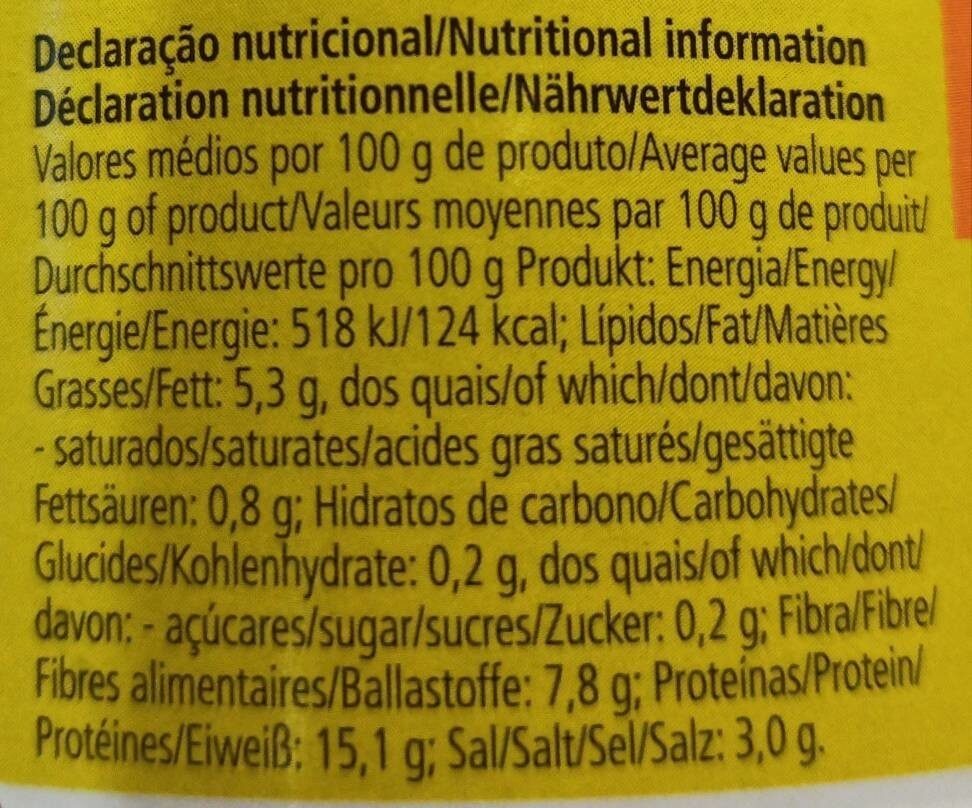 Declaração nutricional/Nutritional information
Déclaration nutritionnelle/Nährwertdeklaration
Valores médios por 100 g de produto/Average values per
100 g of product/Valeurs moyennes par 100 g de produit/
Durchschnittswerte pro 100 g Produkt: Energia/Energy/
Énergie/Energie: 518 kJ/124 kcal; Lípidos/Fat/Matières
Grasses/Fett: 5,3 g, dos quais/of which/dont/davon:
- saturados/saturates/acides gras saturés/gesättigte
Fettsäuren: 0,8 g; Hidratos de carbono/Carbohydrates/
Glucides/Kohlenhydrate: 0,2 g, dos quais/of which/dont/
davon: - açúcares/sugar/sucres/Zucker: 0,2 g; Fibra/Fibre/
Fibres alimentaires/Ballastoffe: 7,8 g; Proteínas/Protein/
Protéines/Eiweiß: 15,1 g; Sal/Salt/Sel/Salz: 3,0 g.